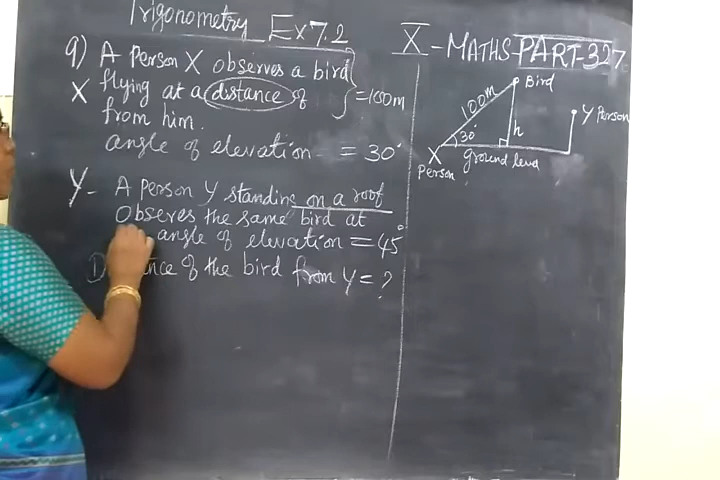 Trigonometry Ex 7.2
X - MATHS PART-327
9) A Person X observes a bird
X flying at a distance of = 100m
from him.
angle of elevation = 30°
Y - A Person Y standing on a roof
Obseres the same bird at
angle of elevation = 45°
of the bird from Y = ?
Bird
100m
Y Person
30°
h
X
Person
ground level